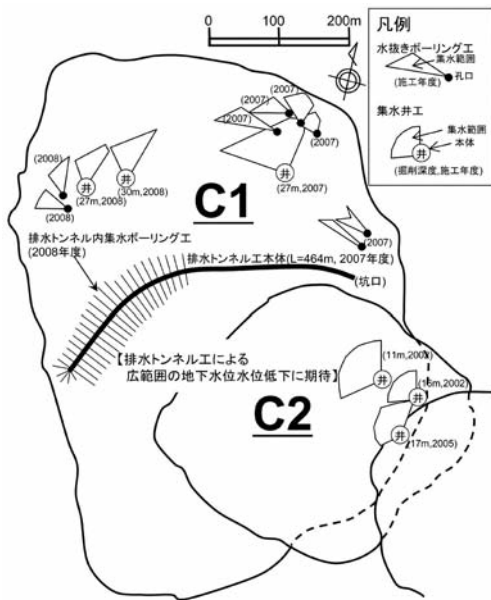 0
100
200m
凡例
水抜きボーリング工
集水範囲
(施工年度)
孔口
集水井工
集水範囲
本体
井
(掘削深度,施工年度)
(2007)
(2007)
(2007)
(2007)
井
(27m,2007)
(2008)
(2008)
井
(27m,2008)
井
(30m,2008)
C1
(2007)
排水トンネル内集水ボーリング工
(2008年度)
排水トンネル工本体(L=464m, 2007年度)
(坑口)
【排水トンネル工による
広範囲の地下水位水位低下に期待】
(11m,2002)
井
(16m,2002)
井
井
(17m,2005)
C2